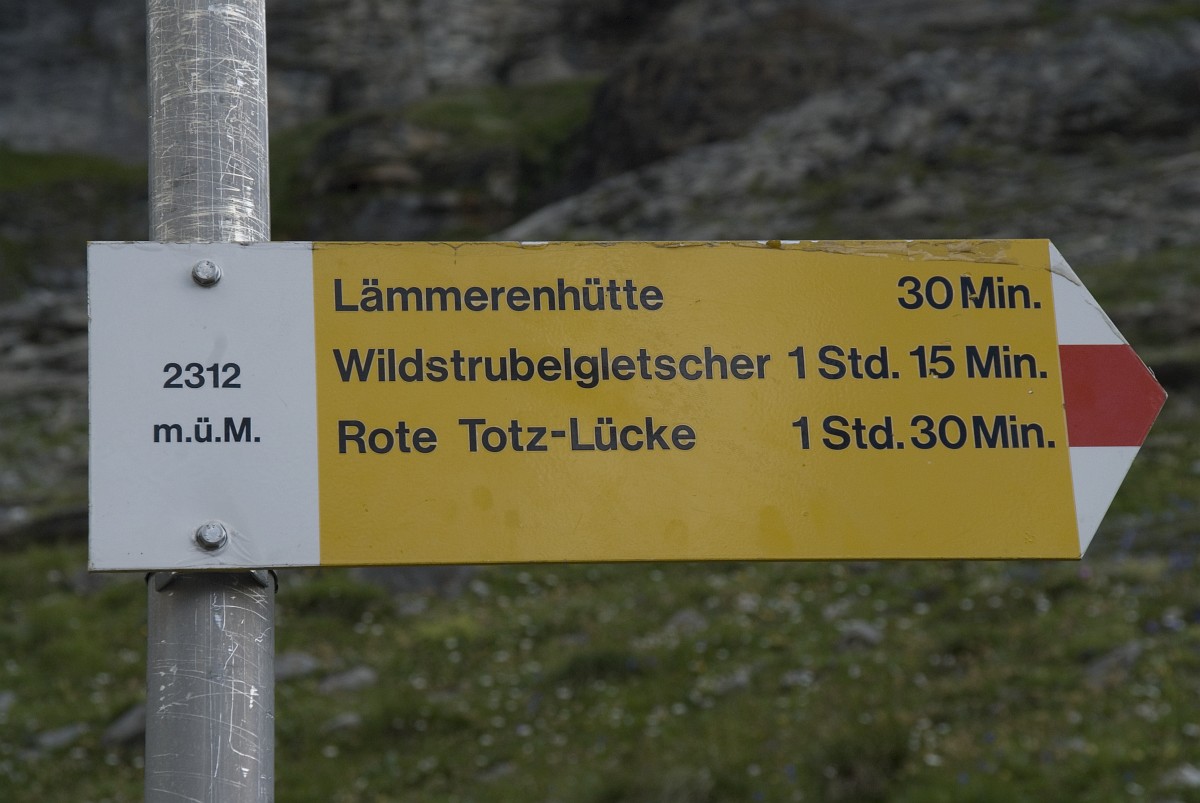 2312
m.ü.M.
Lämmerenhütte 30 Min.
Wildstrubelgletscher 1 Std. 15 Min.
Rote Totz-Lücke 1 Std. 30 Min.